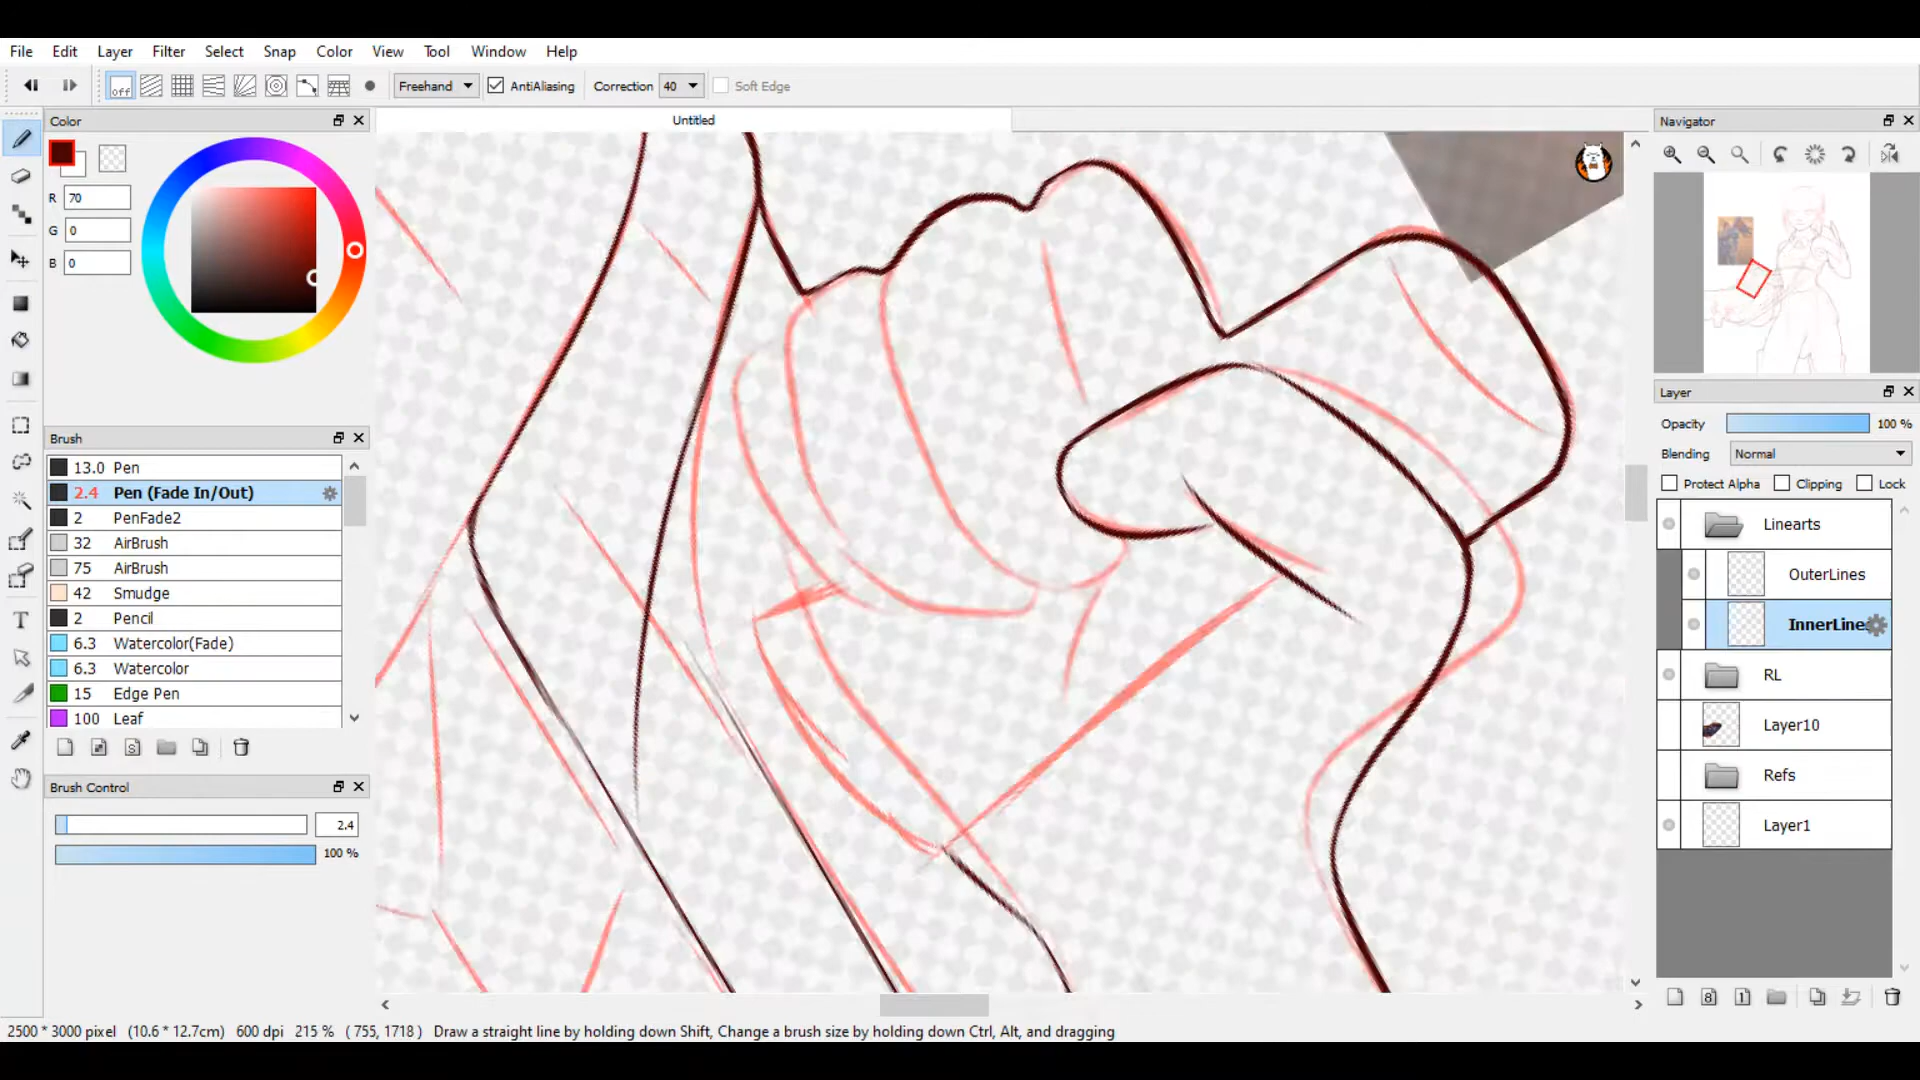 File Edit Layer Filter Select Snap Color View Tool Window Help
off Freehand AntiAliasing Correction 40 Soft Edge
Color
R 70
G 0
B 0
Brush
13.0 Pen
2.4 Pen (Fade In/Out)
2 PenFade2
32 AirBrush
75 AirBrush
42 Smudge
2 Pencil
6.3 Watercolor(Fade)
6.3 Watercolor
15 Edge Pen
100 Leaf
S
Brush Control
2.4
100 %
Untitled
Navigator
Layer
Opacity 100 %
Blending Normal
Protect Alpha Clipping Lock
Linearts
OuterLines
InnerLine
RL
Layer10
Refs
Layer1
8 1
2500 * 3000 pixel (10.6 * 12.7cm) 600 dpi 215 % ( 755, 1718 ) Draw a straight line by holding down Shift, Change a brush size by holding down Ctrl, Alt, and dragging